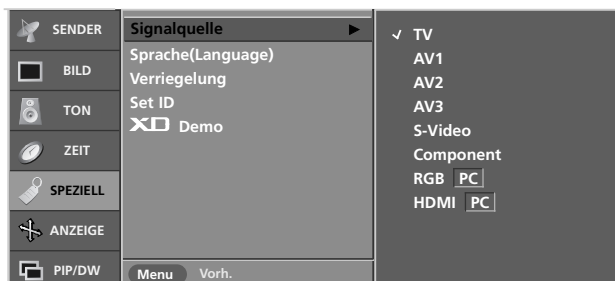 SENDER
BILD
TON
ZEIT
SPEZIELL
ANZEIGE
PIP/DW
Signalquelle
Sprache(Language)
Verriegelung
Set ID
XD Demo
Menu Vorh.
TV
AV1
AV2
AV3
S-Video
Component
RGB PC
HDMI PC